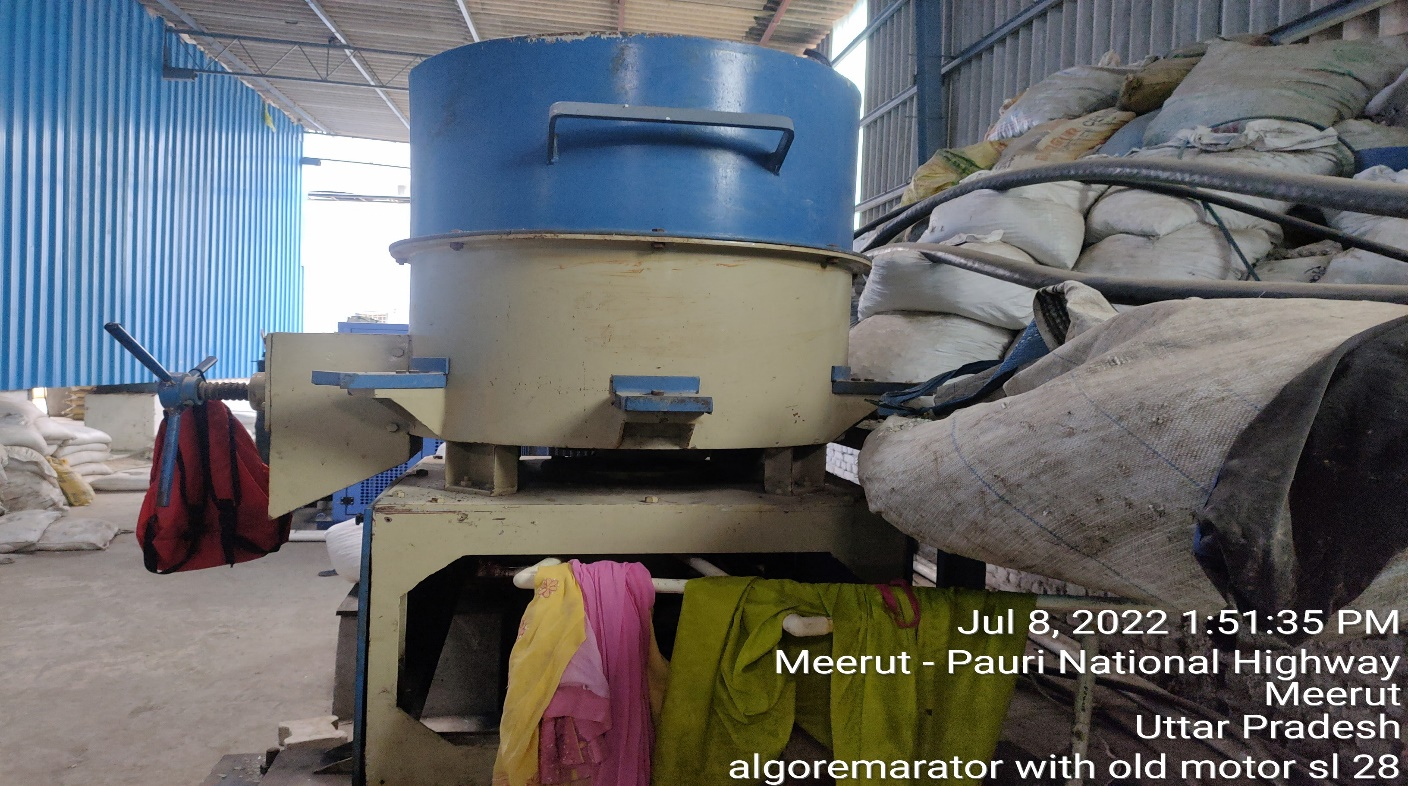 Jul 8, 2022 1:51:35 PM
Meerut - Pauri National Highway
Meerut
Uttar Pradesh
algoremarator with old motor sl 28